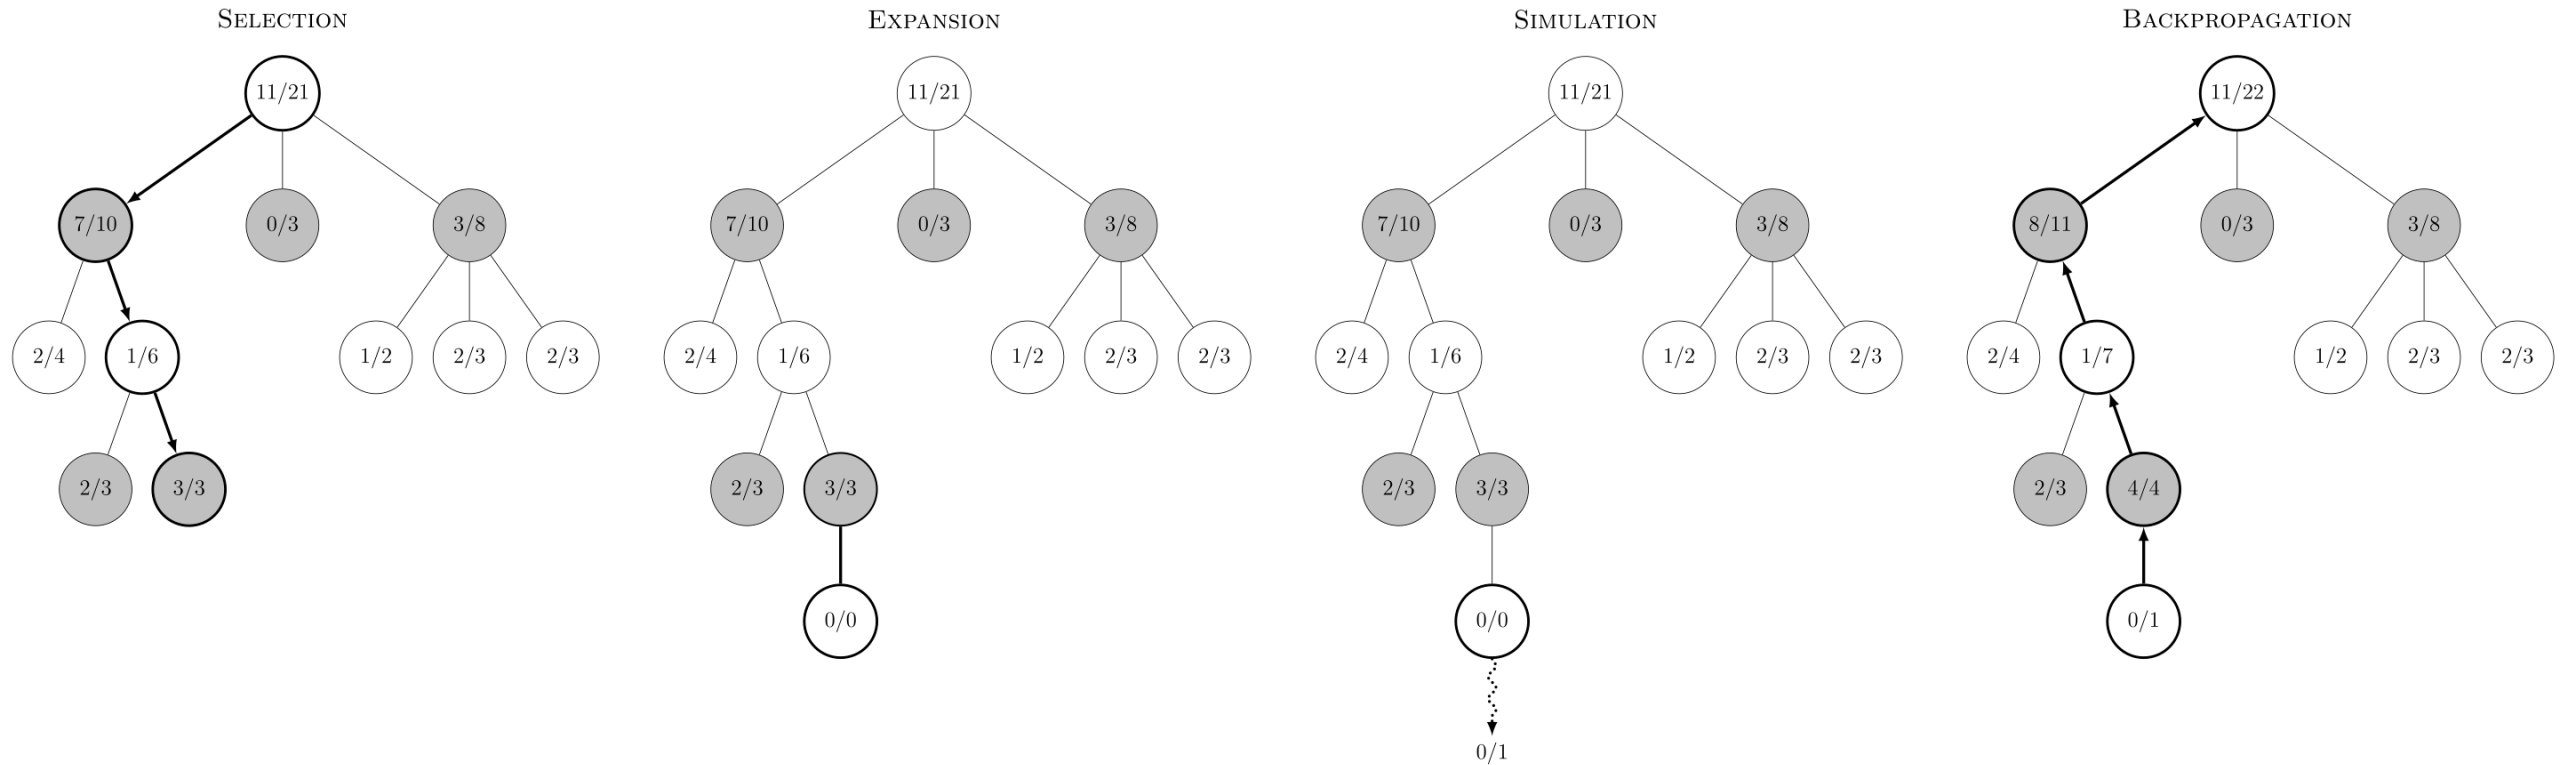 SELECTION
11/21
7/10 0/3 3/8
2/4 1/6 1/2 2/3 2/3
2/3 3/3
EXPANSION
11/21
7/10 0/3 3/8
2/4 1/6 1/2 2/3 2/3
2/3 3/3
0/0
SIMULATION
11/21
7/10 0/3 3/8
2/4 1/6 1/2 2/3 2/3
2/3 3/3
0/0
0/1
BACKPROPAGATION
11/22
8/11 0/3 3/8
2/4 1/7 1/2 2/3 2/3
2/3 4/4
0/1